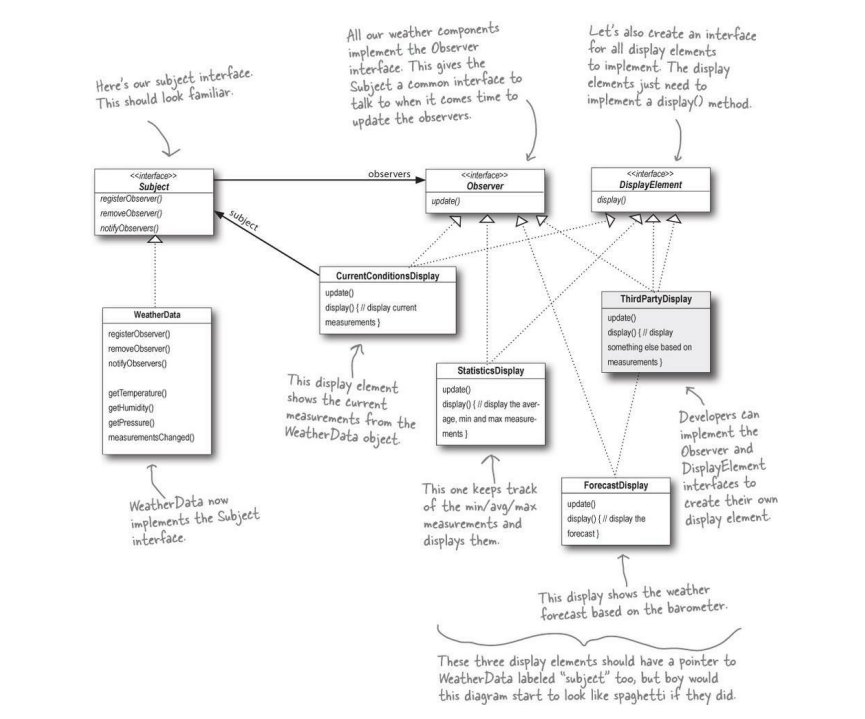 Here's our subject interface.
This should look familiar.
All our weather components
implement the Observer
interface. This gives the
Subject a common interface to
talk to when it comes time to
update the observers.
Let's also create an interface
for all display elements
to implement. The display
elements just need to
implement a display() method.
<<interface>>
Subject
registerObserver()
removeObserver()
notifyObservers()
observers
<<interface>>
Observer
update()
<<interface>>
DisplayElement
display()
subject
WeatherData
registerObserver()
removeObserver()
notifyObservers()
getTemperature()
getHumidity()
getPressure()
measurementsChanged()
CurrentConditionsDisplay
update()
display() { // display current
measurements }
StatisticsDisplay
update()
display() { // display the aver-
age, min and max measure-
ments }
ThirdPartyDisplay
update()
display() { // display
something else based on
measurements }
ForecastDisplay
update()
display() { // display the
forecast }
WeatherData now
implements the Subject
interface.
This display element
shows the current
measurements from the
WeatherData object.
This one keeps track
of the min/avg/max
measurements and
displays them.
Developers can
implement the
Observer and
DisplayElement
interfaces to
create their own
display element.
This display shows the weather
forecast based on the barometer.
These three display elements should have a pointer to
WeatherData labeled "subject" too, but boy would
this diagram start to look like spaghetti if they did.